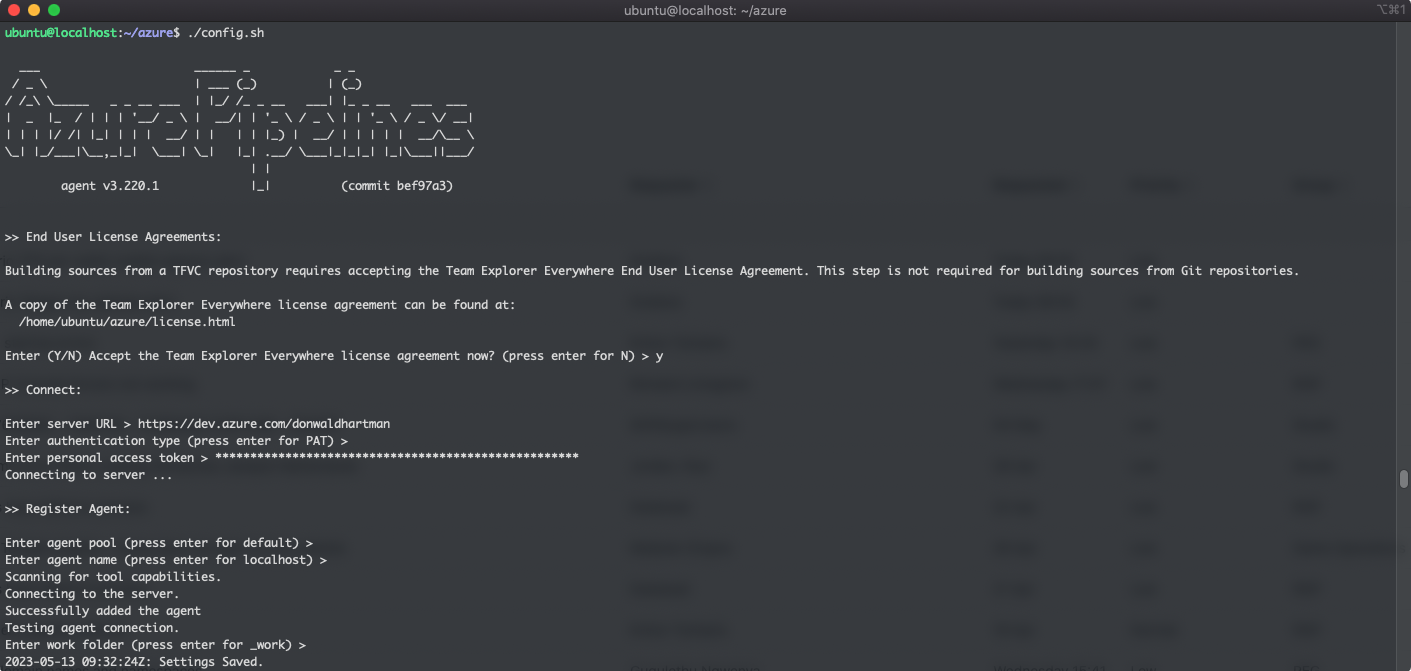 ubuntu@localhost: ~/azure
⌥⌘1
ubuntu@localhost:~/azure$ ./config.sh
Azure Pipelines
agent v3.220.1 (commit bef97a3)
>> End User License Agreements:
Building sources from a TFVC repository requires accepting the Team Explorer Everywhere End User License Agreement. This step is not required for building sources from Git repositories.
A copy of the Team Explorer Everywhere license agreement can be found at:
/home/ubuntu/azure/license.html
Enter (Y/N) Accept the Team Explorer Everywhere license agreement now? (press enter for N) > y
>> Connect:
Enter server URL > https://dev.azure.com/donwaldhartman
Enter authentication type (press enter for PAT) >
Enter personal access token > ****************************************************
Connecting to server ...
>> Register Agent:
Enter agent pool (press enter for default) >
Enter agent name (press enter for localhost) >
Scanning for tool capabilities.
Connecting to the server.
Successfully added the agent
Testing agent connection.
Enter work folder (press enter for _work) >
2023-05-13 09:32:24Z: Settings Saved.